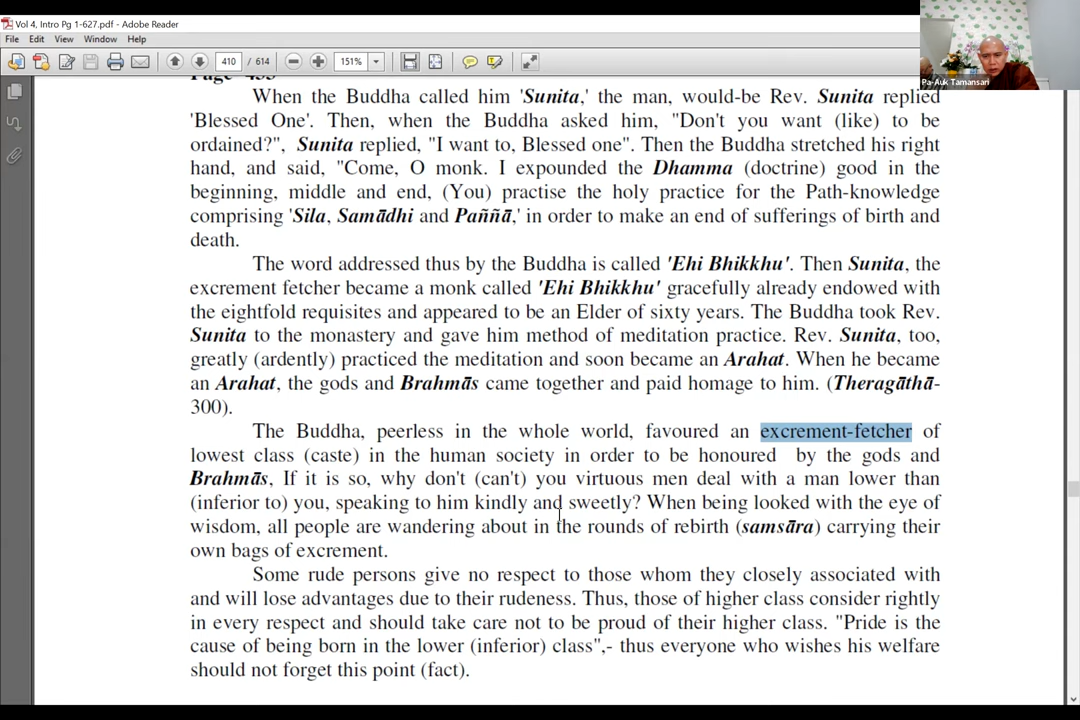 Vol 4, Intro Pg 1-627.pdf - Adobe Reader
File Edit View Window Help
410 / 614 151%
Pa-Auk Tamansari
Page 455
When the Buddha called him 'Sunita,' the man, would-be Rev. Sunita replied
'Blessed One'. Then, when the Buddha asked him, "Don't you want (like) to be
ordained?", Sunita replied, "I want to, Blessed one". Then the Buddha stretched his right
hand, and said, "Come, O monk. I expounded the Dhamma (doctrine) good in the
beginning, middle and end, (You) practise the holy practice for the Path-knowledge
comprising 'Sila, Samādhi and Paññā,' in order to make an end of sufferings of birth and
death.
The word addressed thus by the Buddha is called 'Ehi Bhikkhu'. Then Sunita, the
excrement fetcher became a monk called 'Ehi Bhikkhu' gracefully already endowed with
the eightfold requisites and appeared to be an Elder of sixty years. The Buddha took Rev.
Sunita to the monastery and gave him method of meditation practice. Rev. Sunita, too,
greatly (ardently) practiced the meditation and soon became an Arahat. When he became
an Arahat, the gods and Brahmās came together and paid homage to him. (Theragāthā-
300).
The Buddha, peerless in the whole world, favoured an excrement-fetcher of
lowest class (caste) in the human society in order to be honoured by the gods and
Brahmās, If it is so, why don't (can't) you virtuous men deal with a man lower than
(inferior to) you, speaking to him kindly and sweetly? When being looked with the eye of
wisdom, all people are wandering about in the rounds of rebirth (samsāra) carrying their
own bags of excrement.
Some rude persons give no respect to those whom they closely associated with
and will lose advantages due to their rudeness. Thus, those of higher class consider rightly
in every respect and should take care not to be proud of their higher class. "Pride is the
cause of being born in the lower (inferior) class",- thus everyone who wishes his welfare
should not forget this point (fact).